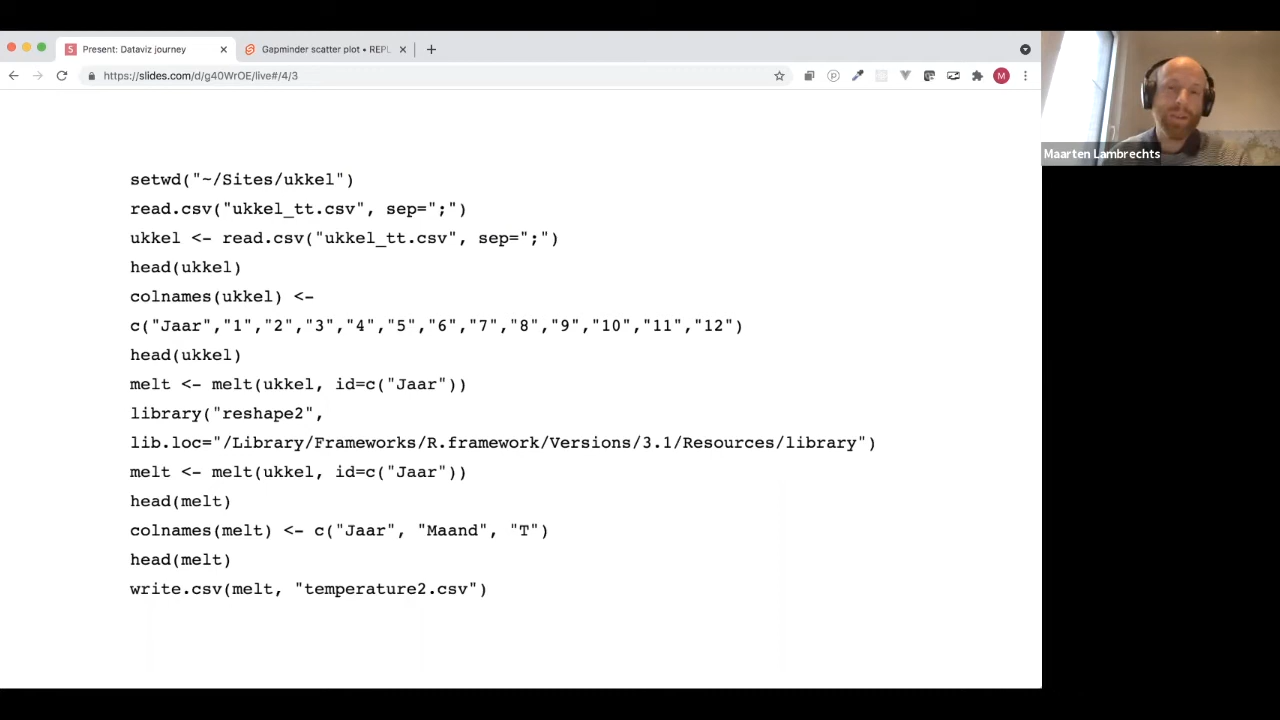 Present: Dataviz journey
Gapminder scatter plot • REPL
https://slides.com/d/g40WrOE/live#/4/3
M
Maarten Lambrechts
setwd("~/Sites/ukkel")
read.csv("ukkel_tt.csv", sep=";")
ukkel <- read.csv("ukkel_tt.csv", sep=";")
head(ukkel)
colnames(ukkel) <-
c("Jaar","1","2","3","4","5","6","7","8","9","10","11","12")
head(ukkel)
melt <- melt(ukkel, id=c("Jaar"))
library("reshape2",
lib.loc="/Library/Frameworks/R.framework/Versions/3.1/Resources/library")
melt <- melt(ukkel, id=c("Jaar"))
head(melt)
colnames(melt) <- c("Jaar", "Maand", "T")
head(melt)
write.csv(melt, "temperature2.csv")